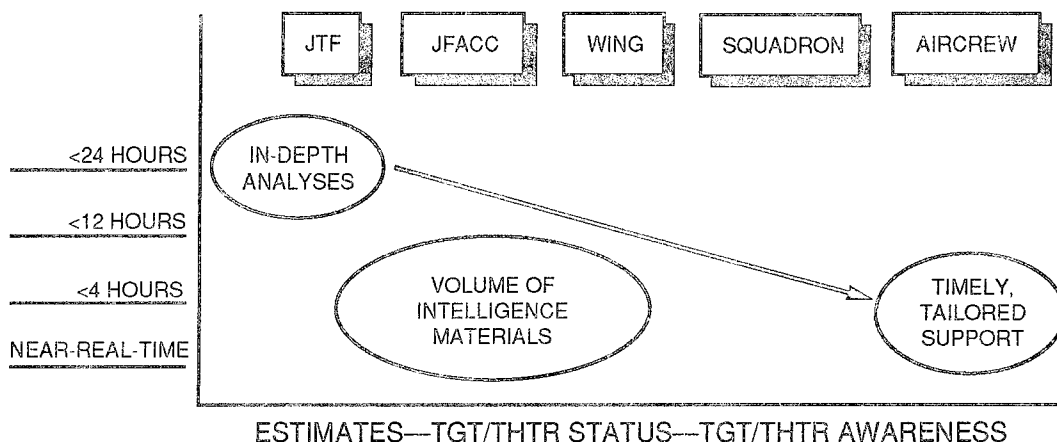 JTF
JFACC
WING
SQUADRON
AIRCREW
<24 HOURS
<12 HOURS
<4 HOURS
NEAR-REAL-TIME
IN-DEPTH
ANALYSES
VOLUME OF
INTELLIGENCE
MATERIALS
TIMELY,
TAILORED
SUPPORT
ESTIMATES—TGT/THTR STATUS—TGT/THTR AWARENESS